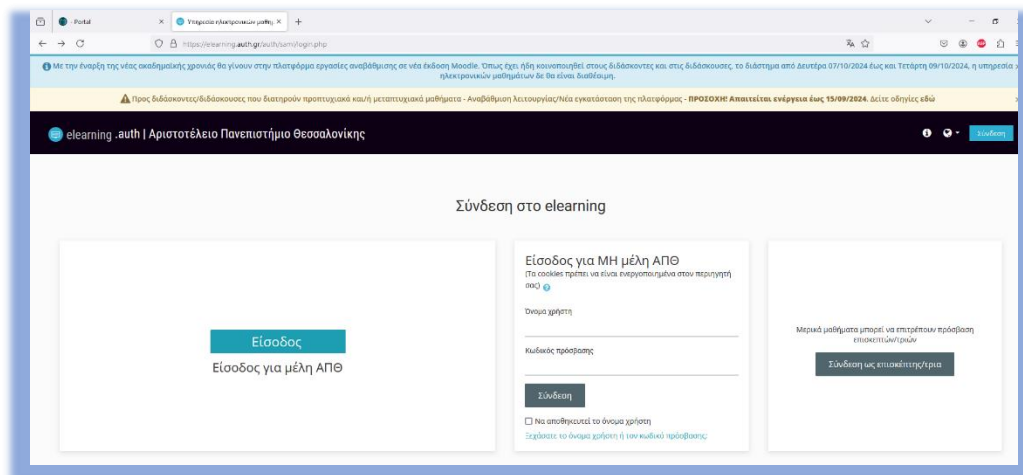 - Portal
Υπηρεσία ηλεκτρονικών μαθη
https://elearning.auth.gr/auth/saml/login.php
Με την έναρξη της νέας ακαδημαϊκής χρονιάς θα γίνουν στην πλατφόρμα εργασίες αναβάθμισης σε νέα έκδοση Moodle. Όπως έχει ήδη κοινοποιηθεί στους διδάσκοντες και στις διδάσκουσες, το διάστημα από Δευτέρα 07/10/2024 έως και Τετάρτη 09/10/2024, η υπηρεσία
ηλεκτρονικών μαθημάτων δε θα είναι διαθέσιμη.
Προς διδάσκοντες/διδάσκουσες που διατηρούν προπτυχιακά και/ή μεταπτυχιακά μαθήματα - Αναβάθμιση λειτουργίας/Νέα εγκατάσταση της πλατφόρμας - ΠΡΟΣΟΧΗ! Απαιτείται ενέργεια έως 15/09/2024. Δείτε οδηγίες εδώ
elearning .auth | Αριστοτέλειο Πανεπιστήμιο Θεσσαλονίκης
Σύνδεση
Σύνδεση στο elearning
Είσοδος
Είσοδος για μέλη ΑΠΘ
Είσοδος για ΜΗ μέλη ΑΠΘ
(Τα cookies πρέπει να είναι ενεργοποιημένα στον περιηγητή
σας)
Όνομα χρήστη
Κωδικός πρόσβασης
Σύνδεση
Να αποθηκευτεί το όνομα χρήστη
Ξεχάσατε το όνομα χρήστη ή τον κωδικό πρόσβασης;
Μερικά μαθήματα μπορεί να επιτρέπουν πρόσβαση
επισκεπτών/τριών
Σύνδεση ως επισκέπτης/τρια